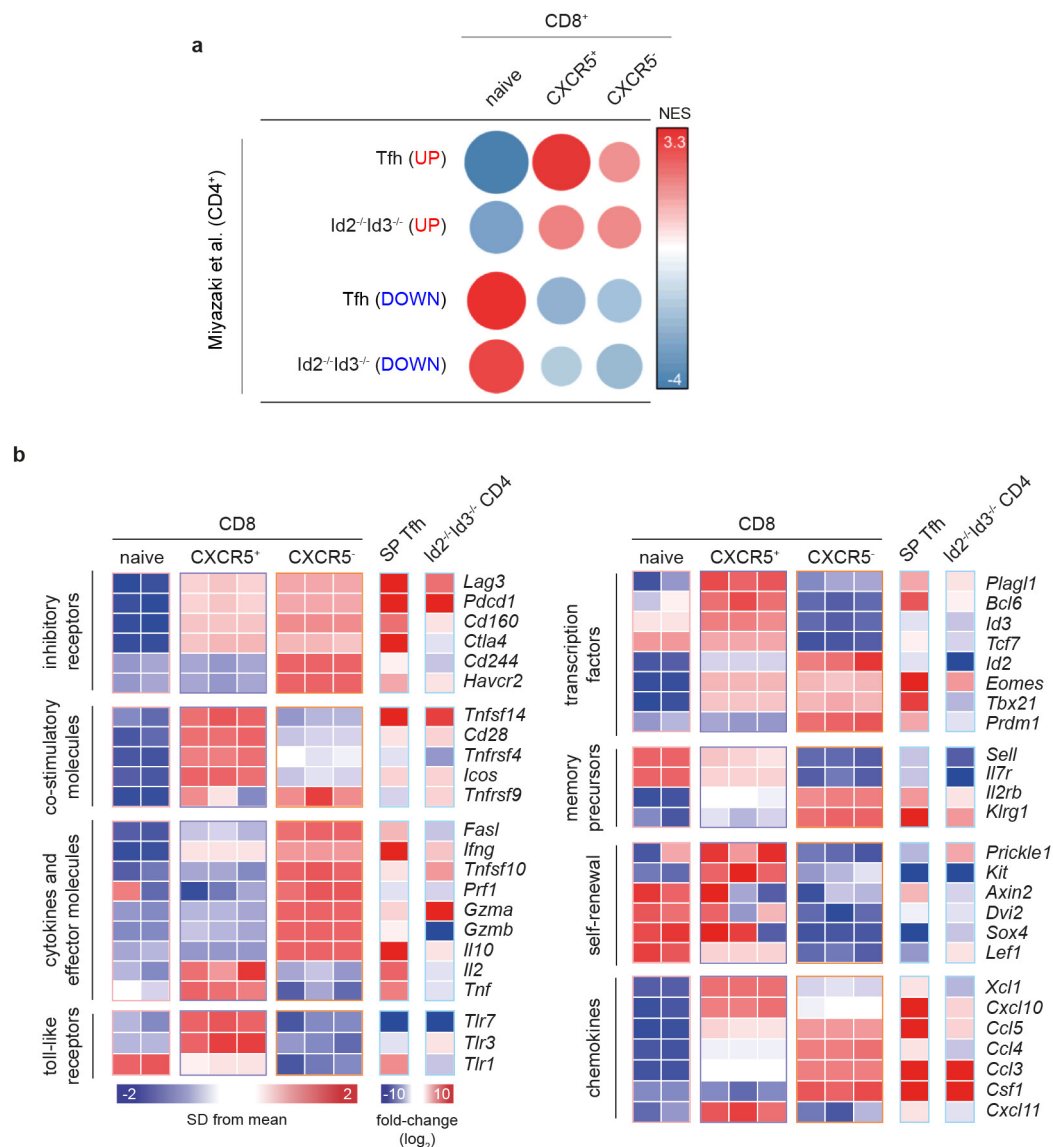 a
CD8⁺
naive CXCR5⁺ CXCR5⁻
NES
3.3
-4
Miyazaki et al. (CD4⁺)
Tfh (UP)
Id2⁻/⁻Id3⁻/⁻ (UP)
Tfh (DOWN)
Id2⁻/⁻Id3⁻/⁻ (DOWN)
b
CD8
naive CXCR5⁺ CXCR5⁻ SP Tfh Id2⁻/⁻Id3⁻/⁻ CD4
inhibitory
receptors
Lag3
Pdcd1
Cd160
Ctla4
Cd244
Havcr2
co-stimulatory
molecules
Tnfsf14
Cd28
Tnfrsf4
Icos
Tnfrsf9
cytokines and
effector molecules
Fasl
Ifng
Tnfsf10
Prf1
Gzma
Gzmb
Il10
Il2
Tnf
toll-like
receptors
Tlr7
Tlr3
Tlr1
-2 2
SD from mean
-10 10
fold-change
(log₂)
CD8
naive CXCR5⁺ CXCR5⁻ SP Tfh Id2⁻/⁻Id3⁻/⁻ CD4
transcription
factors
Plagl1
Bcl6
Id3
Tcf7
Id2
Eomes
Tbx21
Prdm1
memory
precursors
Sell
Il7r
Il2rb
Klrg1
self-renewal
Prickle1
Kit
Axin2
Dvi2
Sox4
Lef1
chemokines
Xcl1
Cxcl10
Ccl5
Ccl4
Ccl3
Csf1
Cxcl11